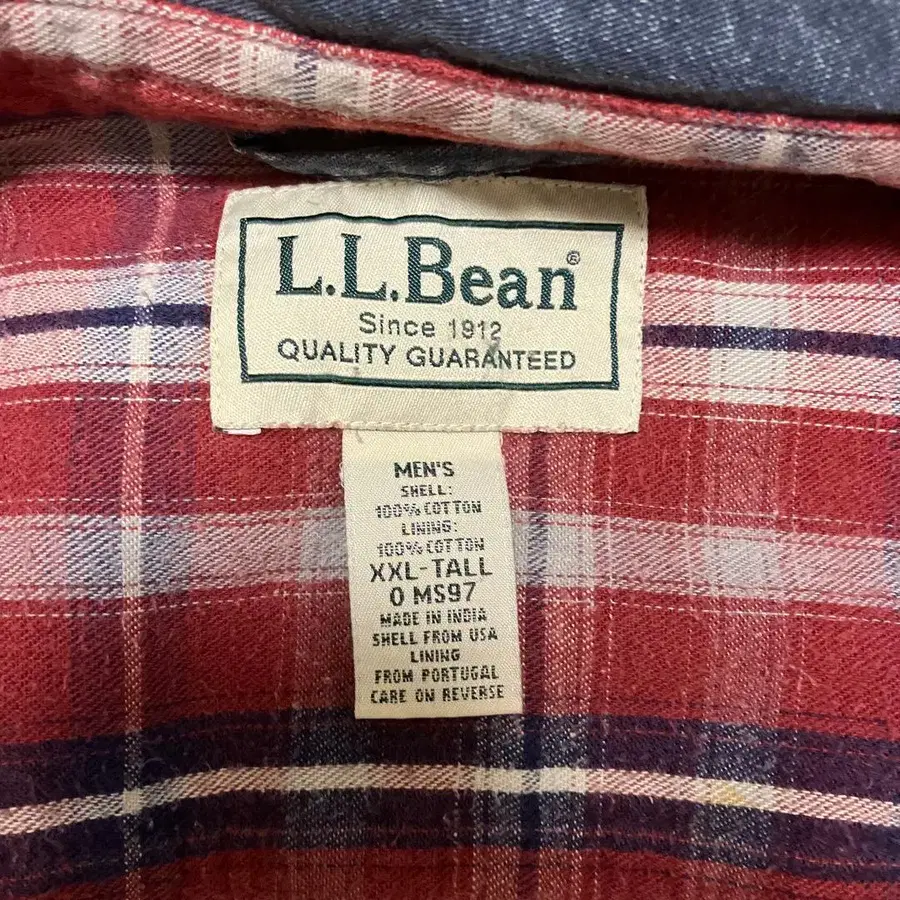 L.L.Bean®
Since 1912
QUALITY GUARANTEED
MEN'S
SHELL:
100% COTTON
LINING:
100% COTTON
XXL-TALL
0 MS97
MADE IN INDIA
SHELL FROM USA
LINING
FROM PORTUGAL
CARE ON REVERSE